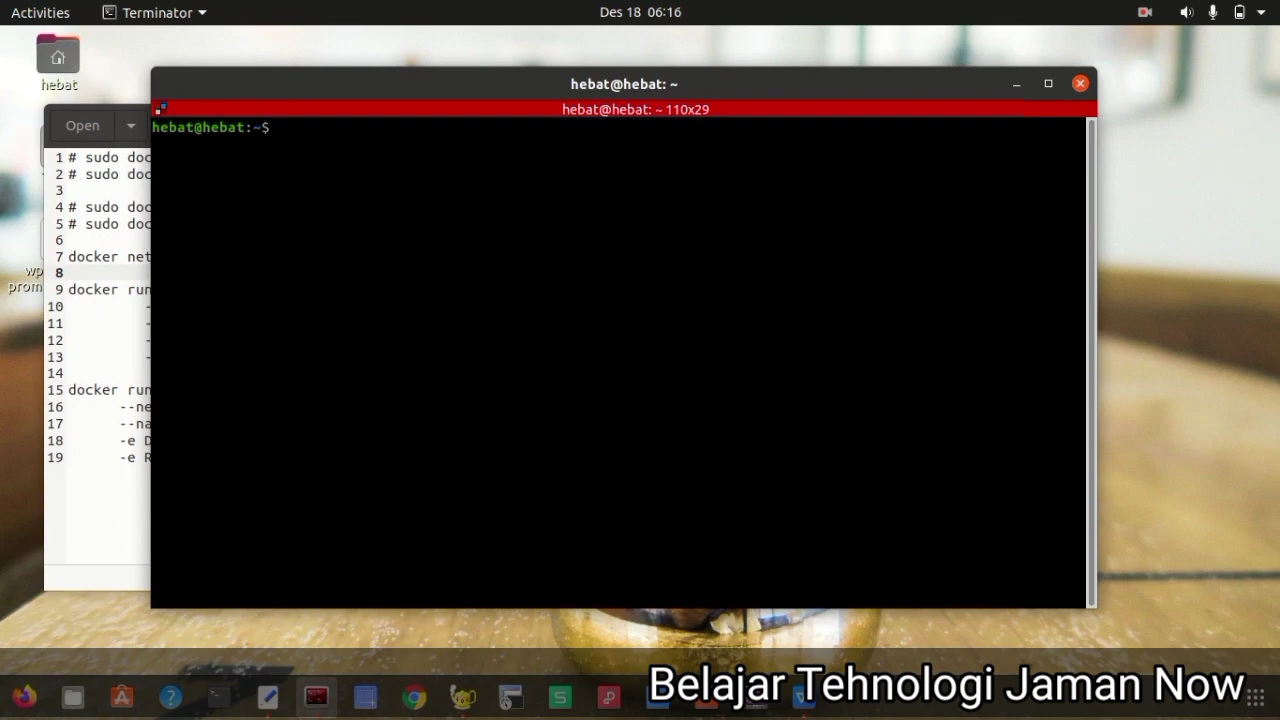 Activities
Terminator
Des 18 06:16
hebat
hebat@hebat: ~
hebat@hebat: ~ 110x29
hebat@hebat:~$
Open
1 # sudo doc
2 # sudo doc
3
4 # sudo doc
5 # sudo doc
6
7 docker net
8
9 docker run
10 -
11 -
12 -
13 -
14
15 docker run
16 --ne
17 --na
18 -e D
19 -e R
wp
prom
Belajar Tehnologi Jaman Now